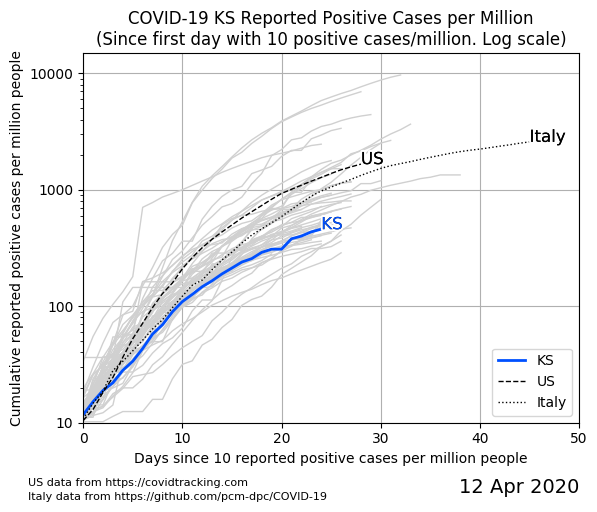 COVID-19 KS Reported Positive Cases per Million
(Since first day with 10 positive cases/million. Log scale)
Cumulative reported positive cases per million people
10000
1000
100
10
Italy
US
KS
KS
US
Italy
0
10
20
30
40
50
Days since 10 reported positive cases per million people
US data from https://covidtracking.com
Italy data from https://github.com/pcm-dpc/COVID-19
12 Apr 2020